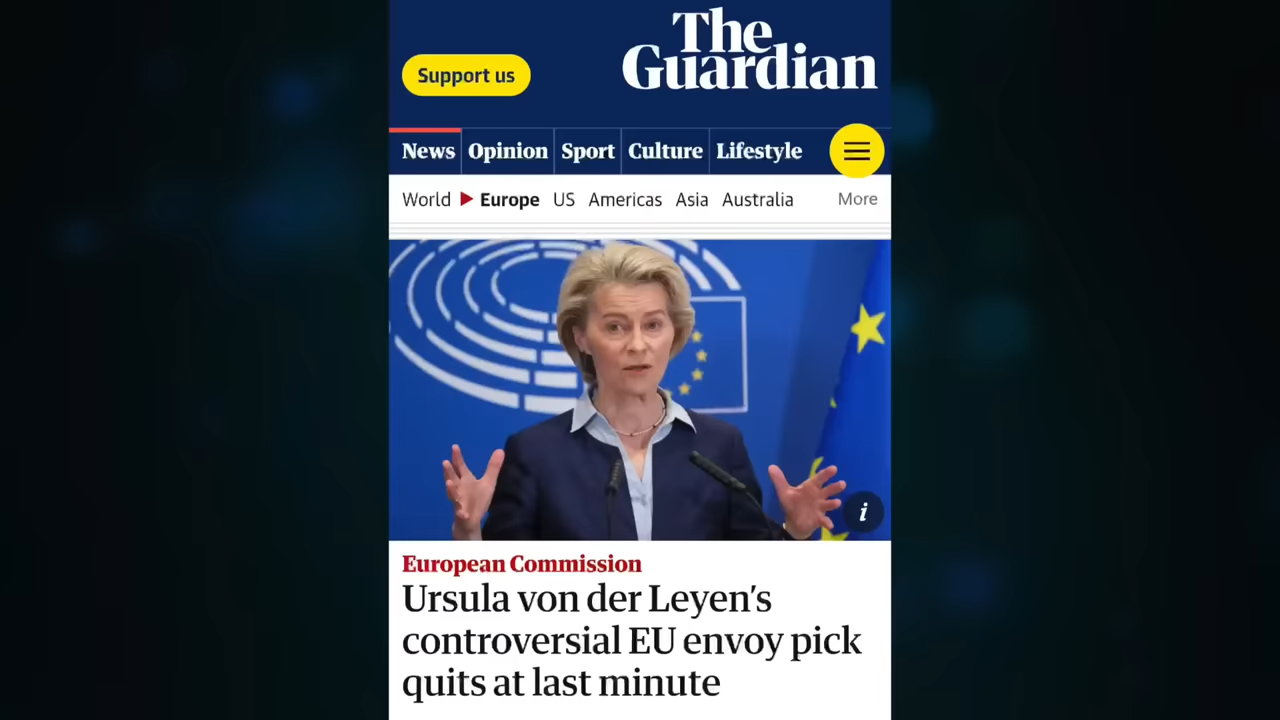 The
Guardian
Support us
News Opinion Sport Culture Lifestyle
World Europe US Americas Asia Australia More
i
European Commission
Ursula von der Leyen's
controversial EU envoy pick
quits at last minute